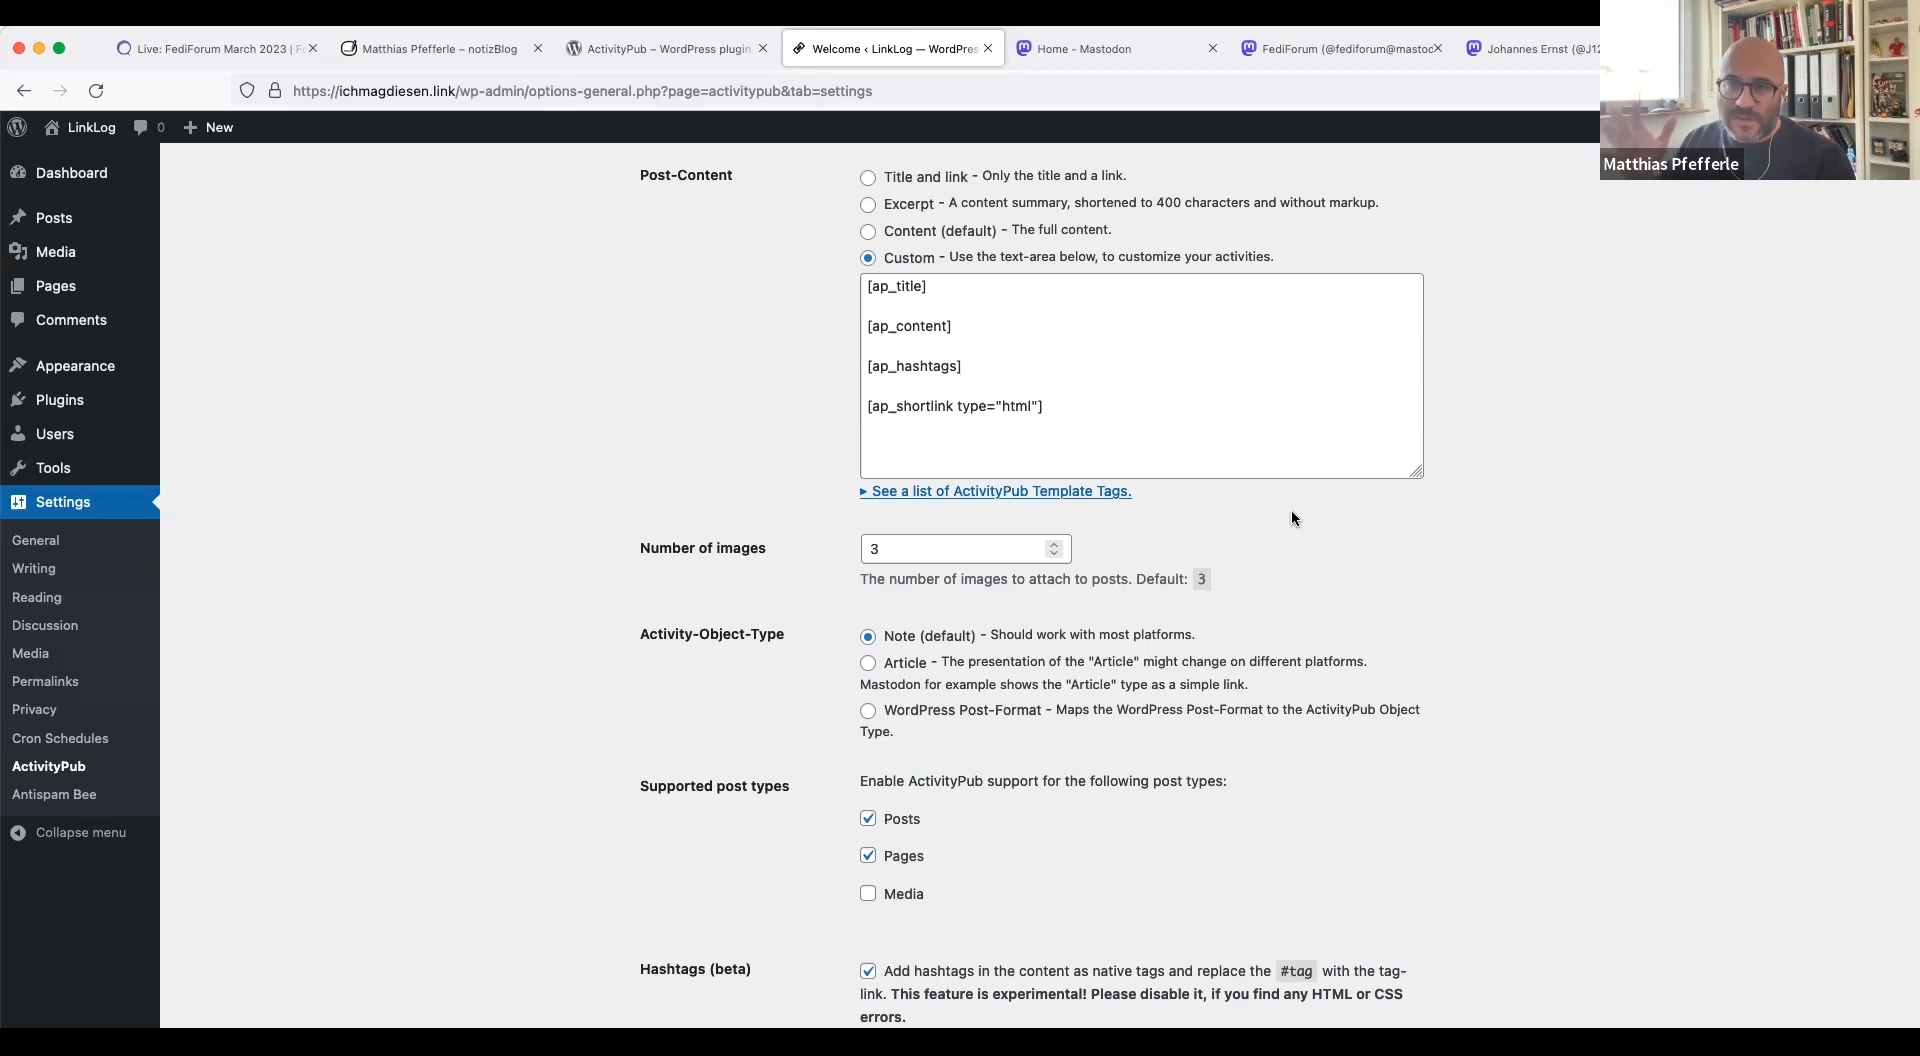 Live: FediForum March 2023 | F
Matthias Pfefferle – notizBlog
ActivityPub – WordPress plugin
Welcome ‹ LinkLog — WordPres
Home - Mastodon
FediForum (@fediforum@mastoc
Johannes Ernst (@J12
https://ichmagdiesen.link/wp-admin/options-general.php?page=activitypub&tab=settings
LinkLog
0
New
Matthias Pfefferle
Dashboard
Posts
Media
Pages
Comments
Appearance
Plugins
Users
Tools
Settings
General
Writing
Reading
Discussion
Media
Permalinks
Privacy
Cron Schedules
ActivityPub
Antispam Bee
Collapse menu
Post-Content
Title and link - Only the title and a link.
Excerpt - A content summary, shortened to 400 characters and without markup.
Content (default) - The full content.
Custom - Use the text-area below, to customize your activities.
[ap_title]
[ap_content]
[ap_hashtags]
[ap_shortlink type="html"]
▸ See a list of ActivityPub Template Tags.
Number of images
3
The number of images to attach to posts. Default: 3
Activity-Object-Type
Note (default) - Should work with most platforms.
Article - The presentation of the "Article" might change on different platforms.
Mastodon for example shows the "Article" type as a simple link.
WordPress Post-Format - Maps the WordPress Post-Format to the ActivityPub Object
Type.
Supported post types
Enable ActivityPub support for the following post types:
Posts
Pages
Media
Hashtags (beta)
Add hashtags in the content as native tags and replace the #tag with the tag-
link. This feature is experimental! Please disable it, if you find any HTML or CSS
errors.